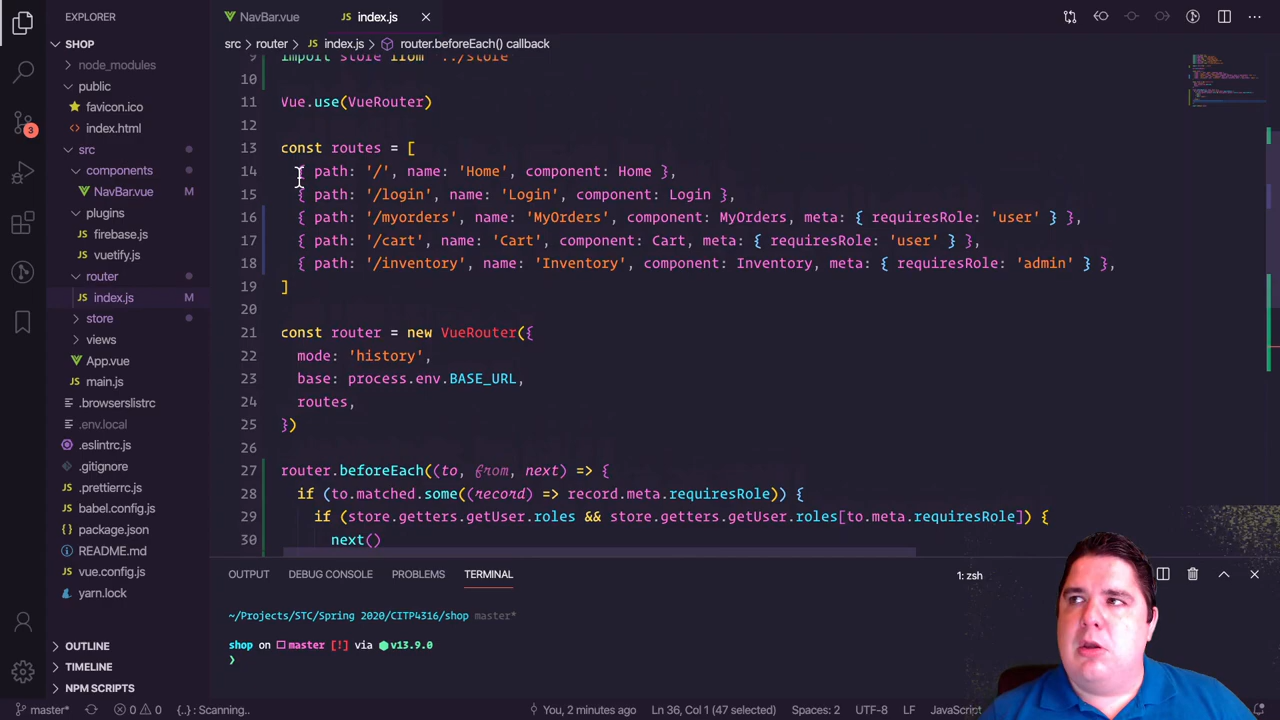 EXPLORER
NavBar.vue
index.js
SHOP
src
router
index.js
router.beforeEach() callback
node_modules
public
favicon.ico
index.html
src
components
NavBar.vue M
plugins
firebase.js
vuetify.js
router
index.js M
store
views
App.vue
main.js
.browserslistrc
.env.local
.eslintrc.js
.gitignore
.prettierrc.js
babel.config.js
package.json
README.md
vue.config.js
yarn.lock
OUTLINE
TIMELINE
NPM SCRIPTS
3
9 import store from '../store'
10
11 Vue.use(VueRouter)
12
13 const routes = [
14 { path: '/', name: 'Home', component: Home },
15 { path: '/login', name: 'Login', component: Login },
16 { path: '/myorders', name: 'MyOrders', component: MyOrders, meta: { requiresRole: 'user' } },
17 { path: '/cart', name: 'Cart', component: Cart, meta: { requiresRole: 'user' } },
18 { path: '/inventory', name: 'Inventory', component: Inventory, meta: { requiresRole: 'admin' } },
19 ]
20
21 const router = new VueRouter({
22 mode: 'history',
23 base: process.env.BASE_URL,
24 routes,
25 })
26
27 router.beforeEach((to, from, next) => {
28 if (to.matched.some((record) => record.meta.requiresRole)) {
29 if (store.getters.getUser.roles && store.getters.getUser.roles[to.meta.requiresRole]) {
30 next()
OUTPUT DEBUG CONSOLE PROBLEMS TERMINAL
1: zsh
~/Projects/STC/Spring 2020/CITP4316/shop master*
shop on master [!] via v13.9.0
❯
master* 0 0 {..} : Scanning.. You, 2 minutes ago Ln 36, Col 1 (47 selected) Spaces: 2 UTF-8 LF JavaScript